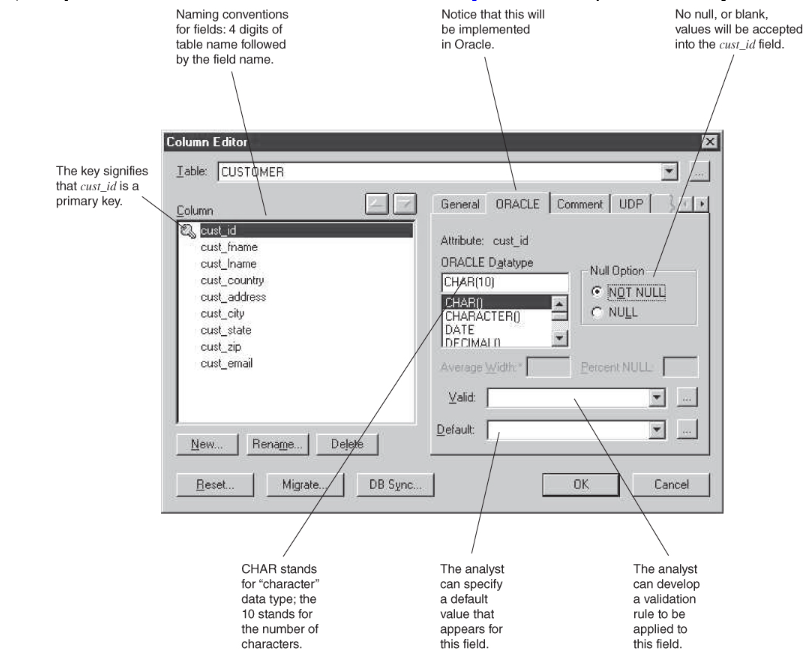 Naming conventions
for fields: 4 digits of
table name followed
by the field name.
Notice that this will
be implemented
in Oracle.
No null, or blank,
values will be accepted
into the cust_id field.
The key signifies
that cust_id is a
primary key.
Column Editor
Table: CUSTOMER
...
Column
cust_id
cust_fname
cust_lname
cust_country
cust_address
cust_city
cust_state
cust_zip
cust_email
New... Rename... Delete
General ORACLE Comment UDP
Attribute: cust_id
ORACLE Datatype
CHAR(10)
CHAR()
CHARACTER()
DATE
DECIMAL()
Null Option
NOT NULL
NULL
Average Width:* Percent NULL:
Valid: ...
Default: ...
Reset... Migrate... DB Sync... OK Cancel
CHAR stands
for “character”
data type; the
10 stands for
the number of
characters.
The analyst
can specify
a default
value that
appears for
this field.
The analyst
can develop
a validation
rule to be
applied to
this field.